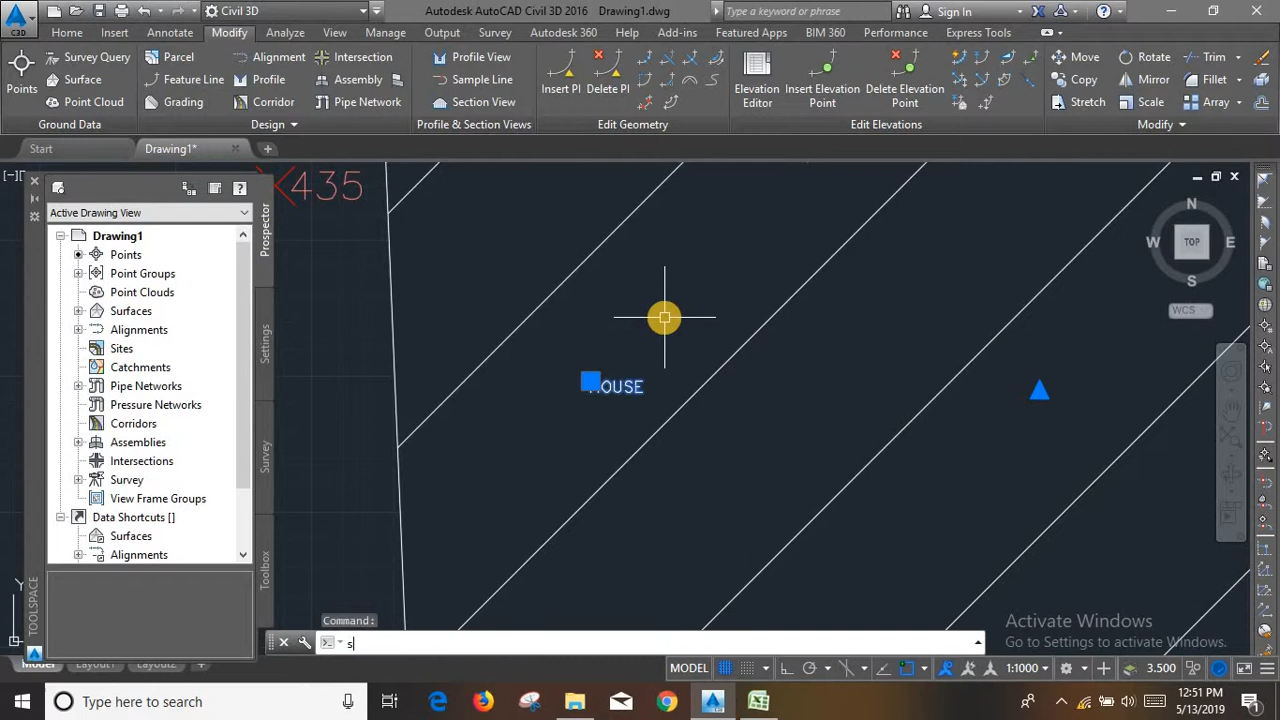 Civil 3D
Autodesk AutoCAD Civil 3D 2016 Drawing1.dwg
Type a keyword or phrase
Sign In
C3D
Home Insert Annotate Modify Analyze View Manage Output Survey Autodesk 360 Help Add-ins Featured Apps BIM 360 Performance Express Tools
Points
Survey Query
Surface
Point Cloud
Ground Data
Parcel
Feature Line
Grading
Alignment
Profile
Corridor
Intersection
Assembly
Pipe Network
Design
Profile View
Sample Line
Section View
Profile & Section Views
Insert PI
Delete PI
Edit Geometry
Elevation Editor
Insert Elevation Point
Delete Elevation Point
Edit Elevations
Move
Copy
Stretch
Rotate
Mirror
Scale
Trim
Fillet
Array
Modify
Start
Drawing1*
Active Drawing View
Drawing1
Points
Point Groups
Point Clouds
Surfaces
Alignments
Sites
Catchments
Pipe Networks
Pressure Networks
Corridors
Assemblies
Intersections
Survey
View Frame Groups
Data Shortcuts []
Surfaces
Alignments
Prospector
Settings
Survey
Toolbox
TOOLSPACE
435
HOUSE
N
W TOP E
S
WCS
Y
Command:
s
Activate Windows
Go to Settings to activate Windows.
Model Layout1 Layout2 +
MODEL
1:1000
3.500
Type here to search
12:51 PM
5/13/2019